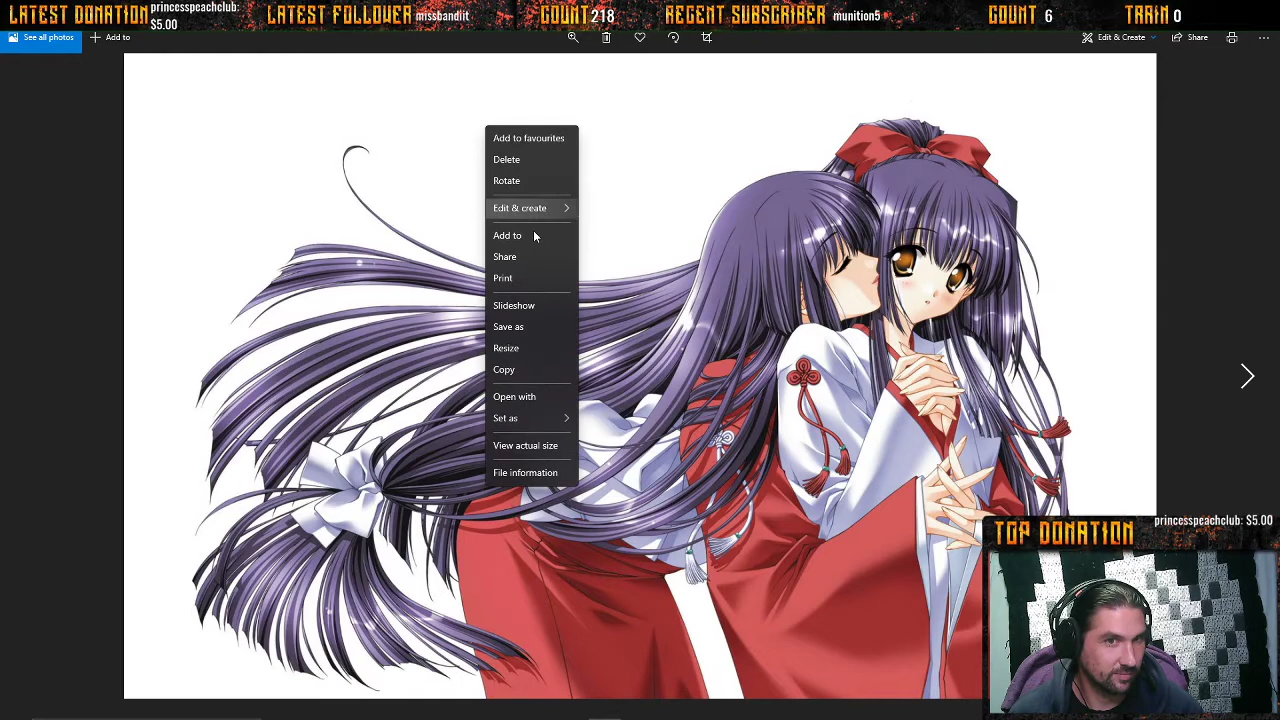 LATEST DONATION princesspeachclub: $5.00 LATEST FOLLOWER missbandiit COUNT 218 RECENT SUBSCRIBER munition5 COUNT 6 TRAIN 0
See all photos Add to Edit & Create Share
Add to favourites
Delete
Rotate
Edit & create
Add to
Share
Print
Slideshow
Save as
Resize
Copy
Open with
Set as
View actual size
File information
TOP DONATION princesspeachclub: $5.00